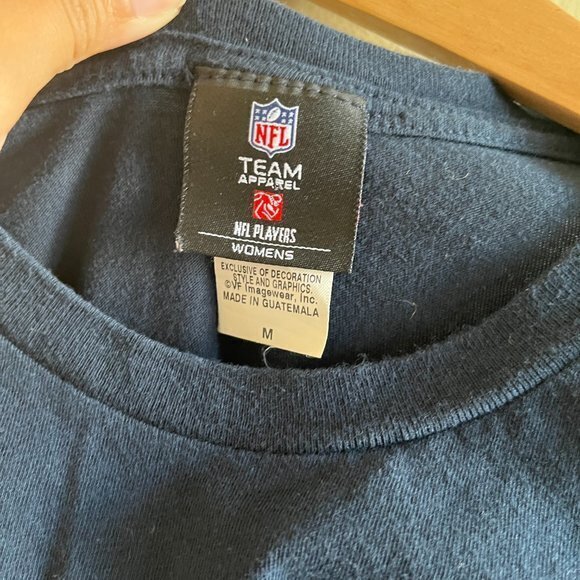 NFL
TEAM
APPAREL
NFL PLAYERS
WOMENS
EXCLUSIVE OF DECORATION
STYLE AND GRAPHICS.
©VF Imagewear, Inc.
MADE IN GUATEMALA
M